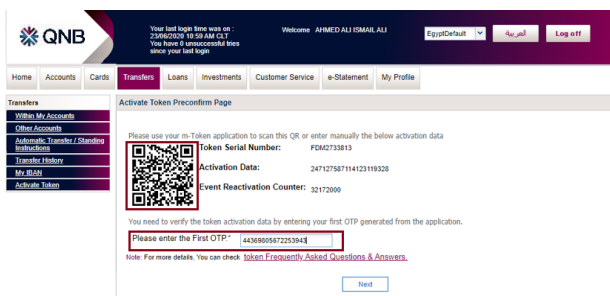 QNB
Your last login time was on :
23/06/2020 10:59 AM CLT
You have 0 unsuccessful tries
since your last login
Welcome AHMED ALI ISMAIL ALI
EgyptDefault
العربية
Log off
Home Accounts Cards Transfers Loans Investments Customer Service e-Statement My Profile
Transfers
Within My Accounts
Other Accounts
Automatic Transfer / Standing
Instructions
Transfer History
My IBAN
Activate Token
Activate Token Preconfirm Page
Please use your m-Token application to scan this QR or enter manually the below activation data
Token Serial Number: FDM2733813
Activation Data: 247127587114123119328
Event Reactivation Counter: 32172000
You need to verify the token activation data by entering your first OTP generated from the application.
Please enter the First OTP:* 44369805672253943
Note: For more details, You can check token Frequently Asked Questions & Answers.
Next